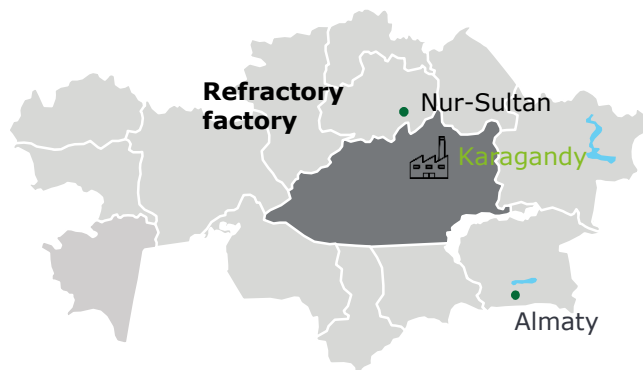 Refractory
factory
Nur-Sultan
Karagandy
Almaty